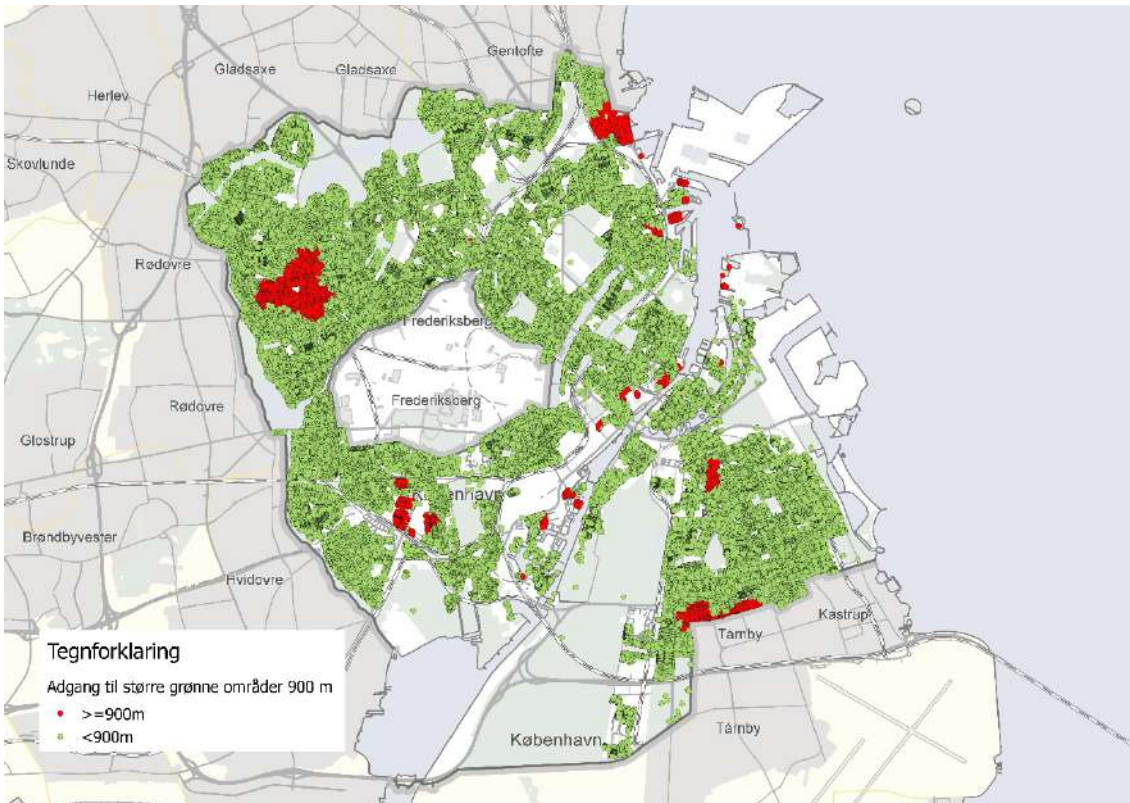 Gentofte
Gladsaxe
Gladsaxe
Herlev
Skovlunde
Rødovre
Frederiksberg
Rødovre
Frederiksberg
Glostrup
København
Brøndbyvester
Hvidovre
Kastrup
Tårnby
Tårnby
København
Tegnforklaring
Adgang til større grønne områder 900 m
>=900m
<900m